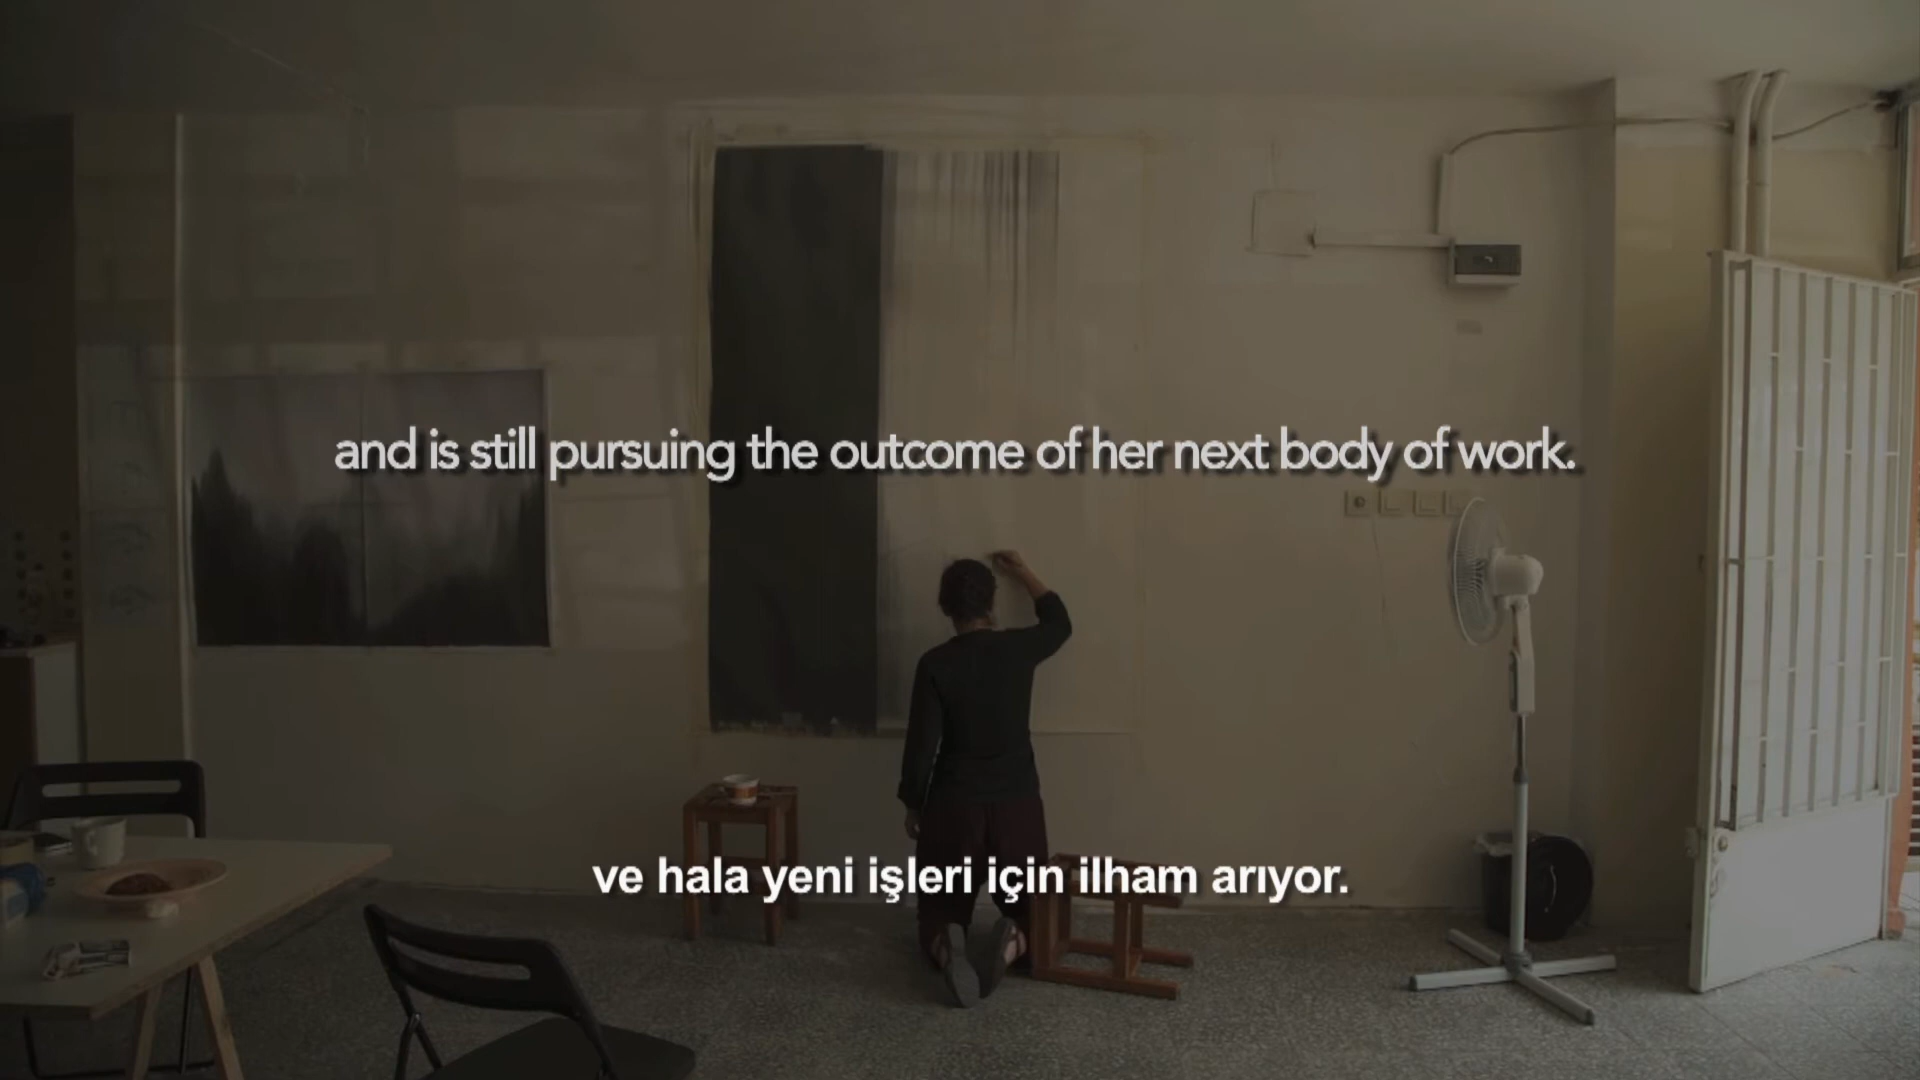 and is still pursuing the outcome of her next body of work.
ve hala yeni işleri için ilham arıyor.